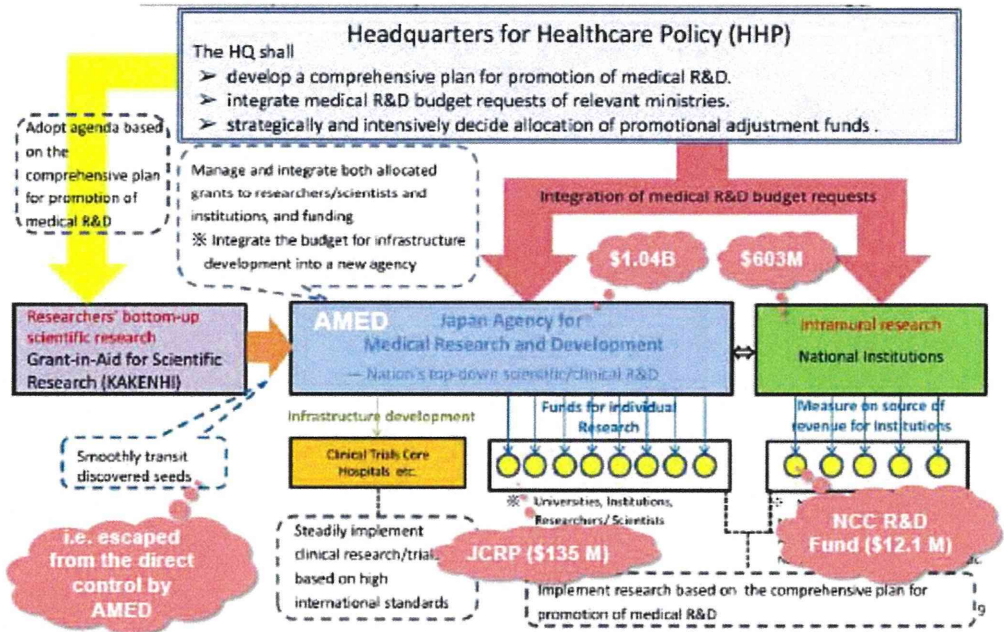 Headquarters for Healthcare Policy (HHP)
The HQ shall
➢ develop a comprehensive plan for promotion of medical R&D.
➢ integrate medical R&D budget requests of relevant ministries.
➢ strategically and intensively decide allocation of promotional adjustment funds .
Adopt agenda based
on the
comprehensive plan
for promotion of
medical R&D
Manage and integrate both allocated
grants to researchers/scientists and
institutions, and funding
※ Integrate the budget for infrastructure
development into a new agency
Integration of medical R&D budget requests
$1.04B
$603M
Researchers' bottom-up
scientific research
Grant-in-Aid for Scientific
Research (KAKENHI)
AMED
Japan Agency for
Medical Research and Development
— Nation's top-down scientific/clinical R&D
Intramural research
National Institutions
Infrastructure development
Funds for individual
Research
Measure on source of
revenue for Institutions
Smoothly transit
discovered seeds
Clinical Trials Core
Hospitals etc.
※ Universities, Institutions,
Researchers/ Scientists
i.e. escaped
from the direct
control by
AMED
Steadily implement
clinical research/trials
based on high
international standards
JCRP ($135 M)
NCC R&D
Fund ($12.1 M)
Implement research based on the comprehensive plan for
promotion of medical R&D
9